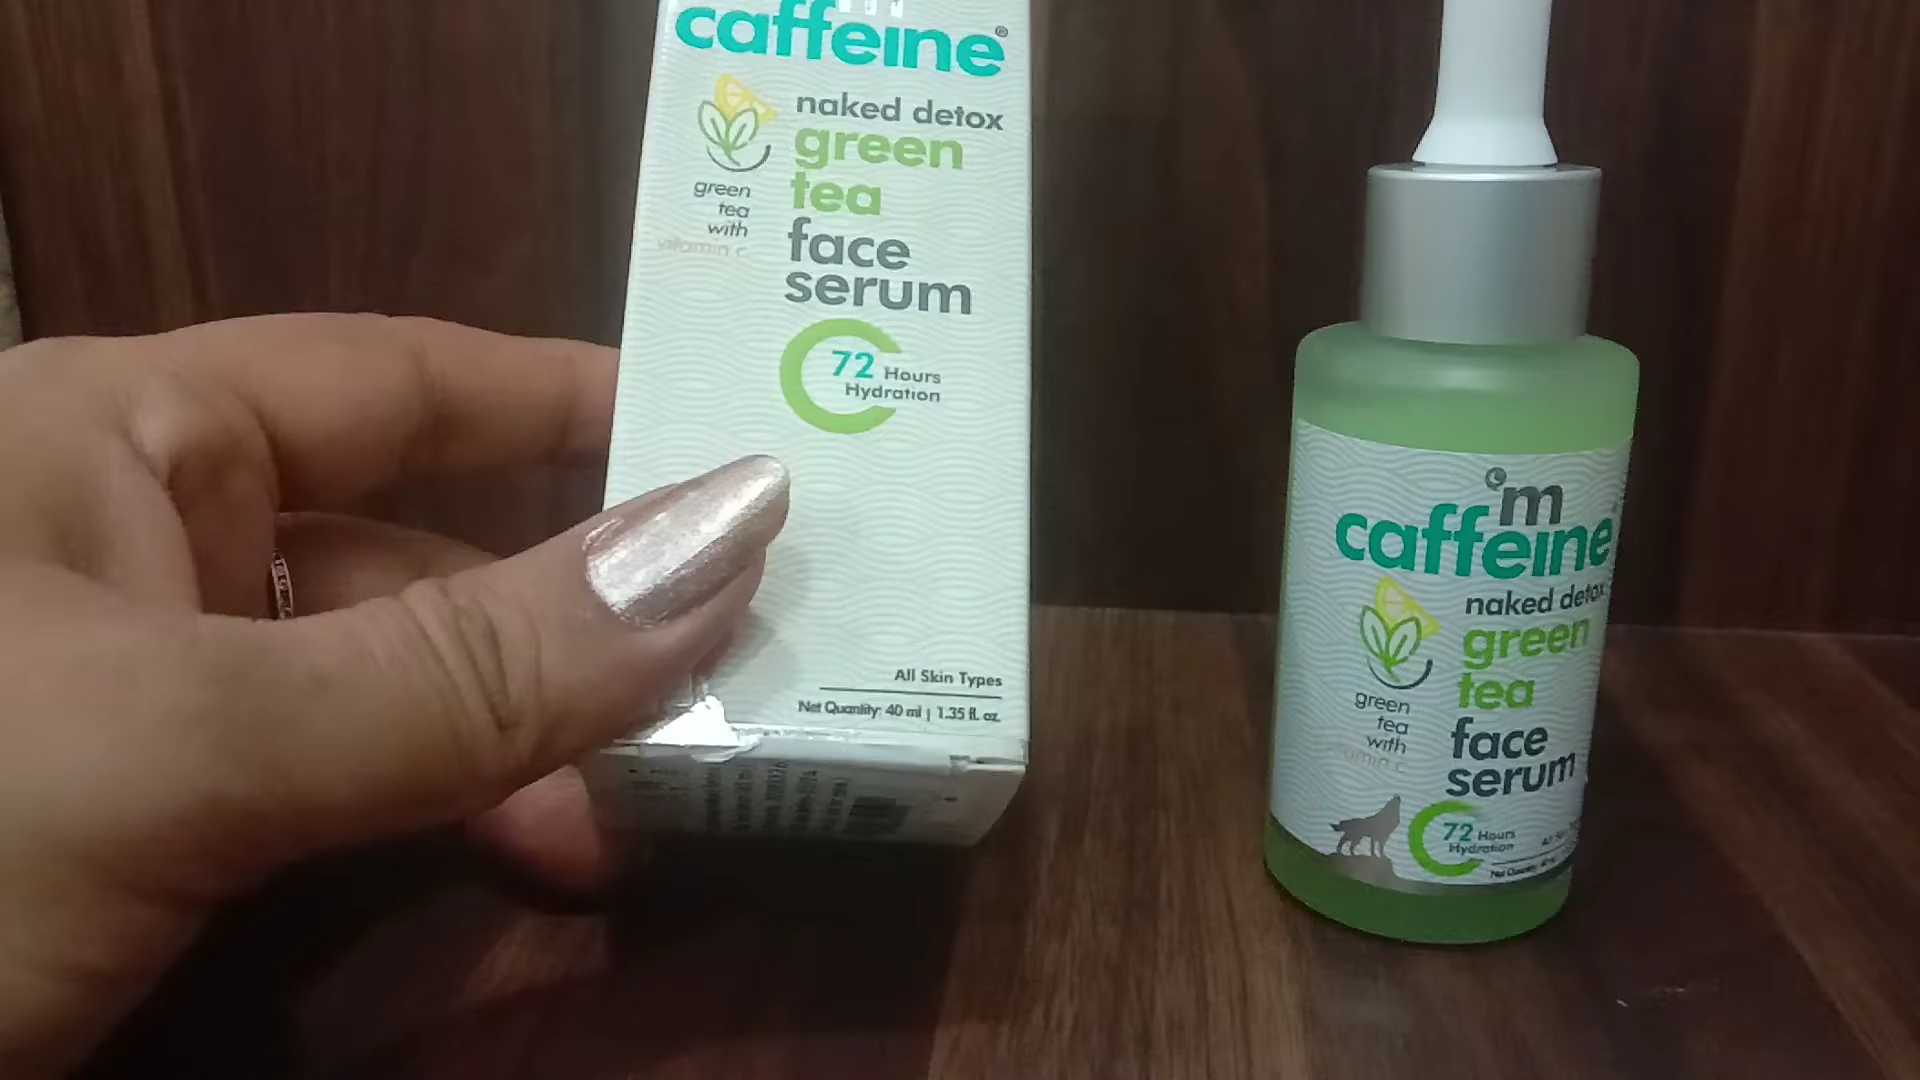 caffeine®
naked detox
green
tea
face
serum
green
tea
with
vitamin c
72 Hours
Hydration
All Skin Types
Net Quantity: 40 ml | 1.35 fl. oz.
'm
caffeine
naked detox
green
tea
face
serum
green
tea
with
72 Hours
Hydration